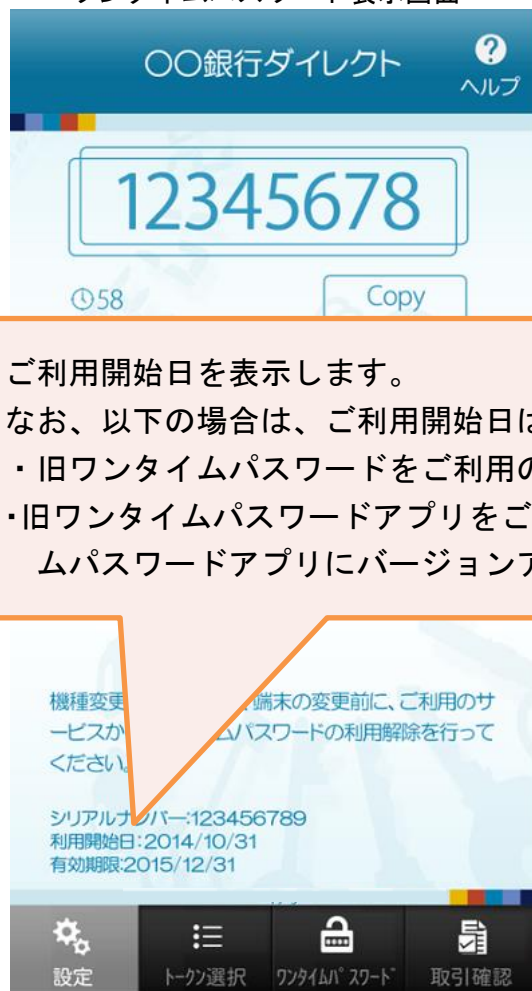 ワンタイムパスワード表示画面
〇〇銀行ダイレクト
ヘルプ
12345678
58
Copy
ご利用開始日を表示します。
なお、以下の場合は、ご利用開始日は
・旧ワンタイムパスワードをご利用の
・旧ワンタイムパスワードアプリをご
ムパスワードアプリにバージョンア
機種変更 端末の変更前に、ご利用のサ
ービスか ムパスワードの利用解除を行って
ください。
シリアルナンバー:123456789
利用開始日:2014/10/31
有効期限:2015/12/31
設定
トークン選択
ワンタイムパスワード
取引確認